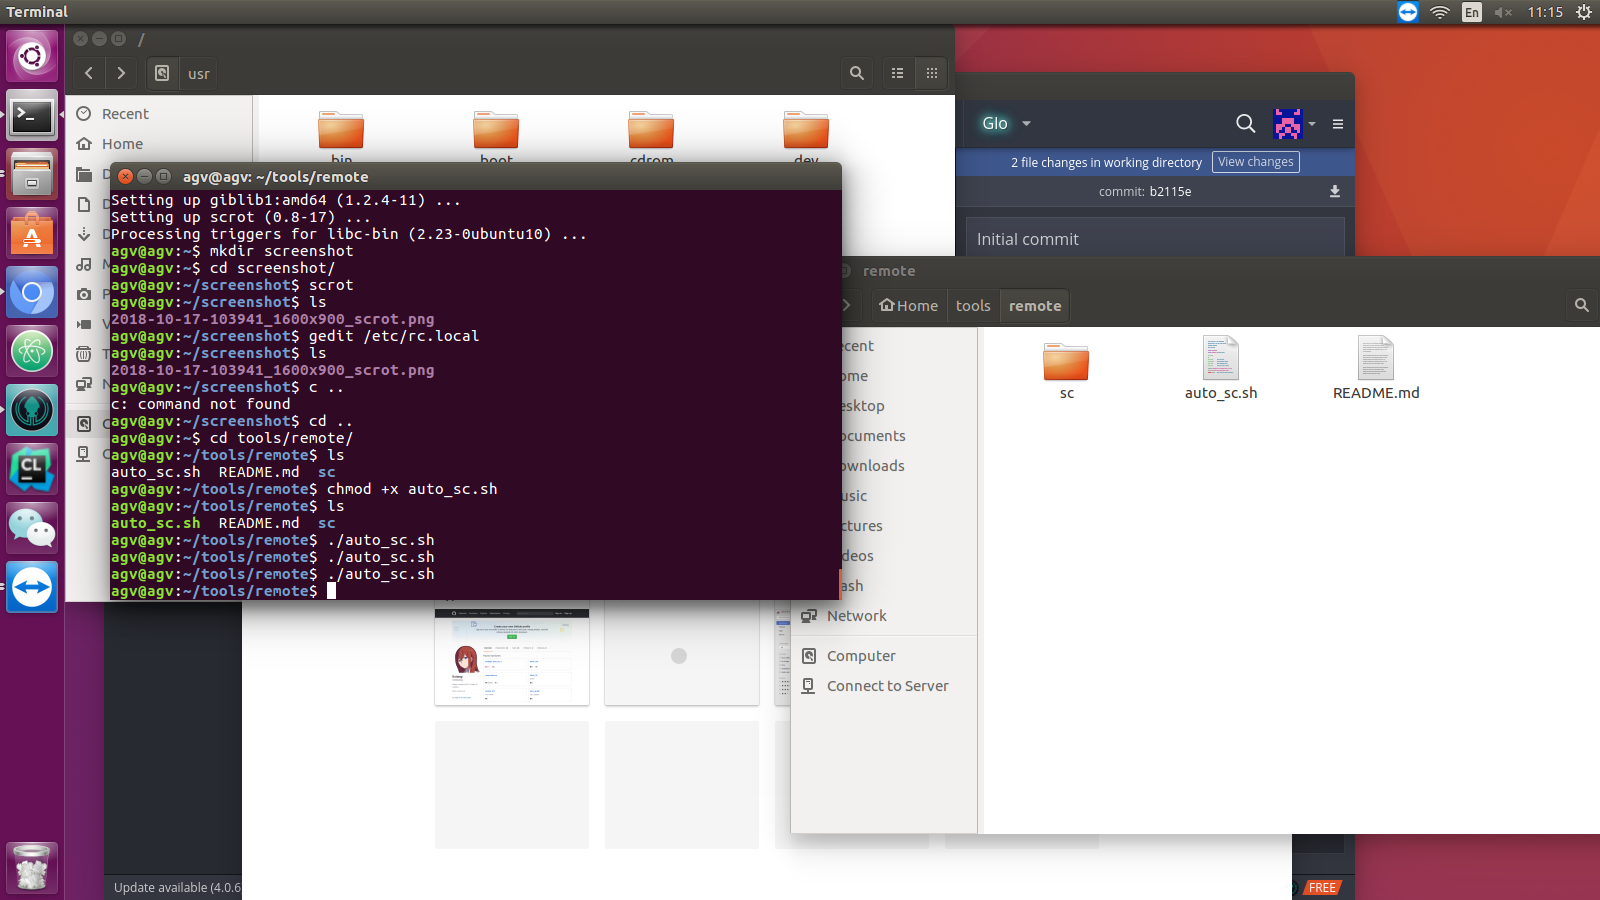 Terminal
En
11:15
/
usr
Recent
Home
bin
boot
cdrom
dev
Glo
2 file changes in working directory
View changes
commit: b2115e
Initial commit
agv@agv: ~/tools/remote
Setting up giblib1:amd64 (1.2.4-11) ...
Setting up scrot (0.8-17) ...
Processing triggers for libc-bin (2.23-0ubuntu10) ...
agv@agv:~$ mkdir screenshot
agv@agv:~$ cd screenshot/
agv@agv:~/screenshot$ scrot
agv@agv:~/screenshot$ ls
2018-10-17-103941_1600x900_scrot.png
agv@agv:~/screenshot$ gedit /etc/rc.local
agv@agv:~/screenshot$ ls
2018-10-17-103941_1600x900_scrot.png
agv@agv:~/screenshot$ c ..
c: command not found
agv@agv:~/screenshot$ cd ..
agv@agv:~$ cd tools/remote/
agv@agv:~/tools/remote$ ls
auto_sc.sh  README.md  sc
agv@agv:~/tools/remote$ chmod +x auto_sc.sh
agv@agv:~/tools/remote$ ls
auto_sc.sh  README.md  sc
agv@agv:~/tools/remote$ ./auto_sc.sh
agv@agv:~/tools/remote$ ./auto_sc.sh
agv@agv:~/tools/remote$ ./auto_sc.sh
agv@agv:~/tools/remote$
remote
Home
tools
remote
ecent
ome
esktop
ocuments
ownloads
usic
ctures
deos
ash
Network
Computer
Connect to Server
sc
auto_sc.sh
README.md
CL
Update available (4.0.6
FREE